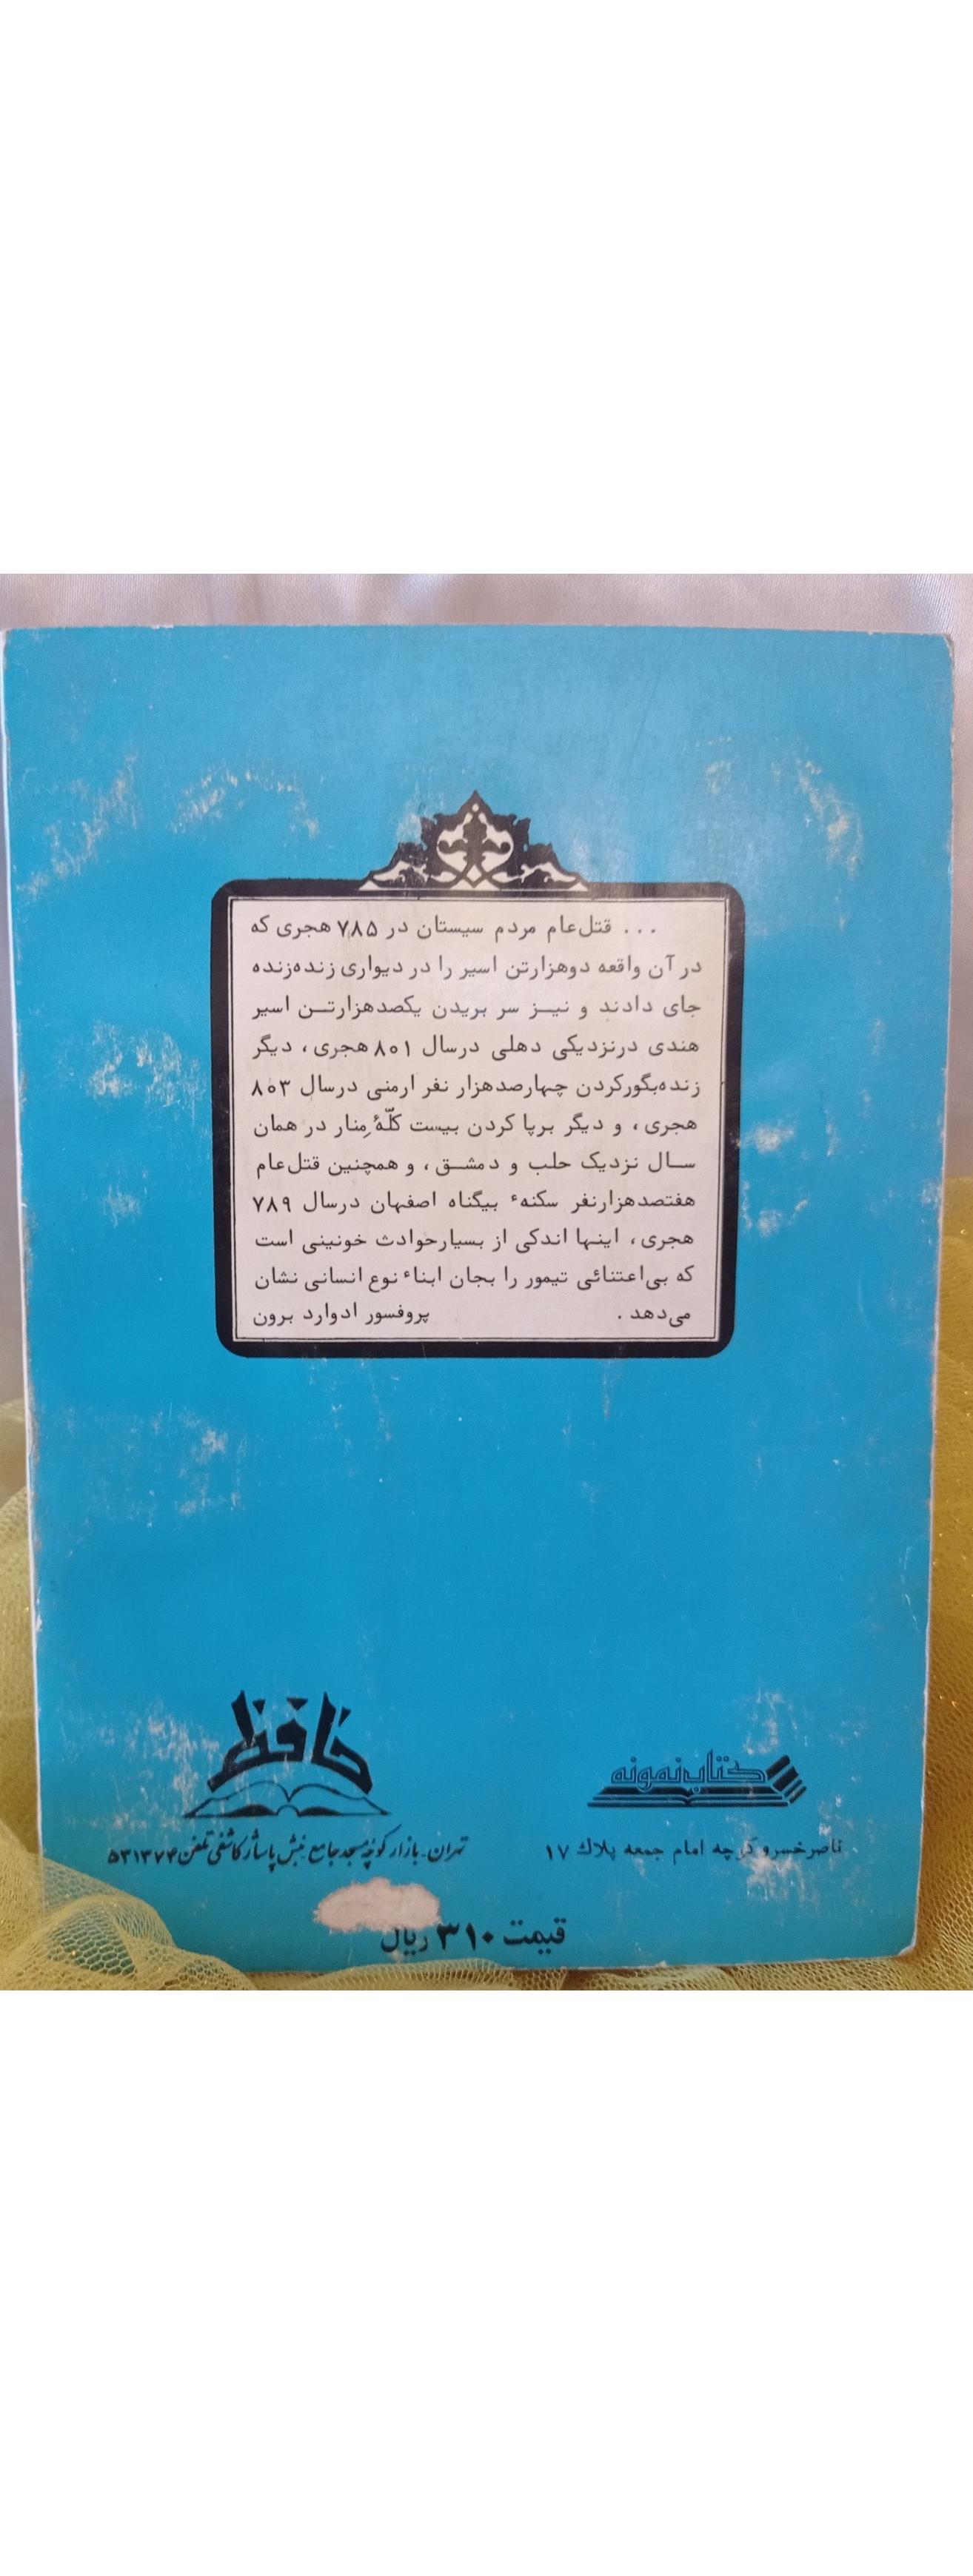 ... قتل‌عام مردم سیستان در ۷۸۵ هجری که
در آن واقعه دوهزارتن اسیر را در دیواری زنده‌زنده
جای دادند و نیــز سر بریدن یکصدهزارتــن اسیر
هندی درنزدیکی دهلی درسال ۸۰۱ هجری، دیگر
زنده‌بگورکردن چهارصدهزار نفر ارمنی درسال ۸۰۳
هجری، و دیگر برپا کردن بیست کلّهٔ مِنار در همان
ســال نزدیک حلب و دمشــق، و همچنین قتل‌عام
هفتصدهزارنفر سکنهٔ بیگناه اصفهان درسال ۷۸۹
هجری، اینها اندکی از بسیارحوادث خونینی است
که بی‌اعتنائی تیمور را بجان ابناء نوع انسانی نشان
می‌دهد. پروفسور ادوارد برون
کتاب نمونه
ناصرخسرو کوچه امام جمعه پلاک ۱۷
حافظ
تهران - بازار کوچه مسجد جامع نبش پاساژ کاشفی تلفن ۵۳۱۳۷۴
قیمت ۳۱۰ ریال